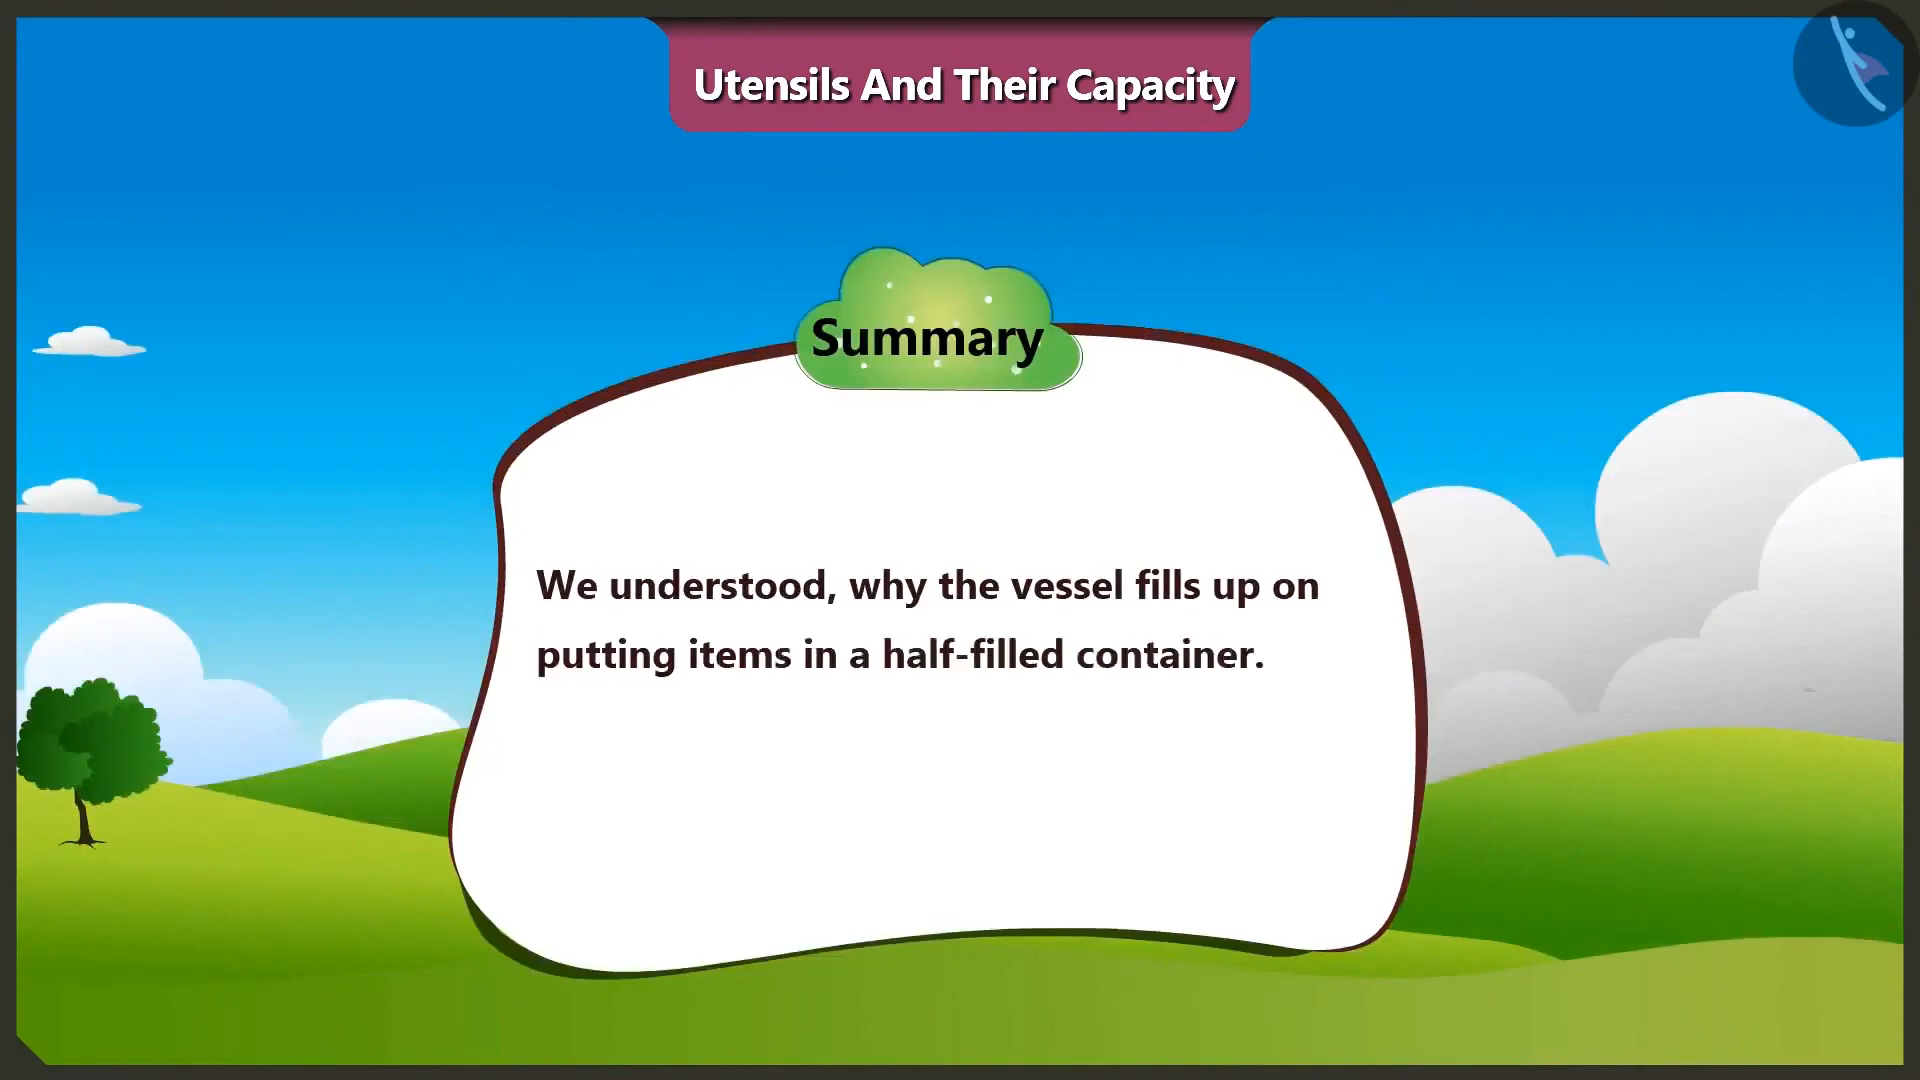 Utensils And Their Capacity
Summary
We understood, why the vessel fills up on
putting items in a half-filled container.